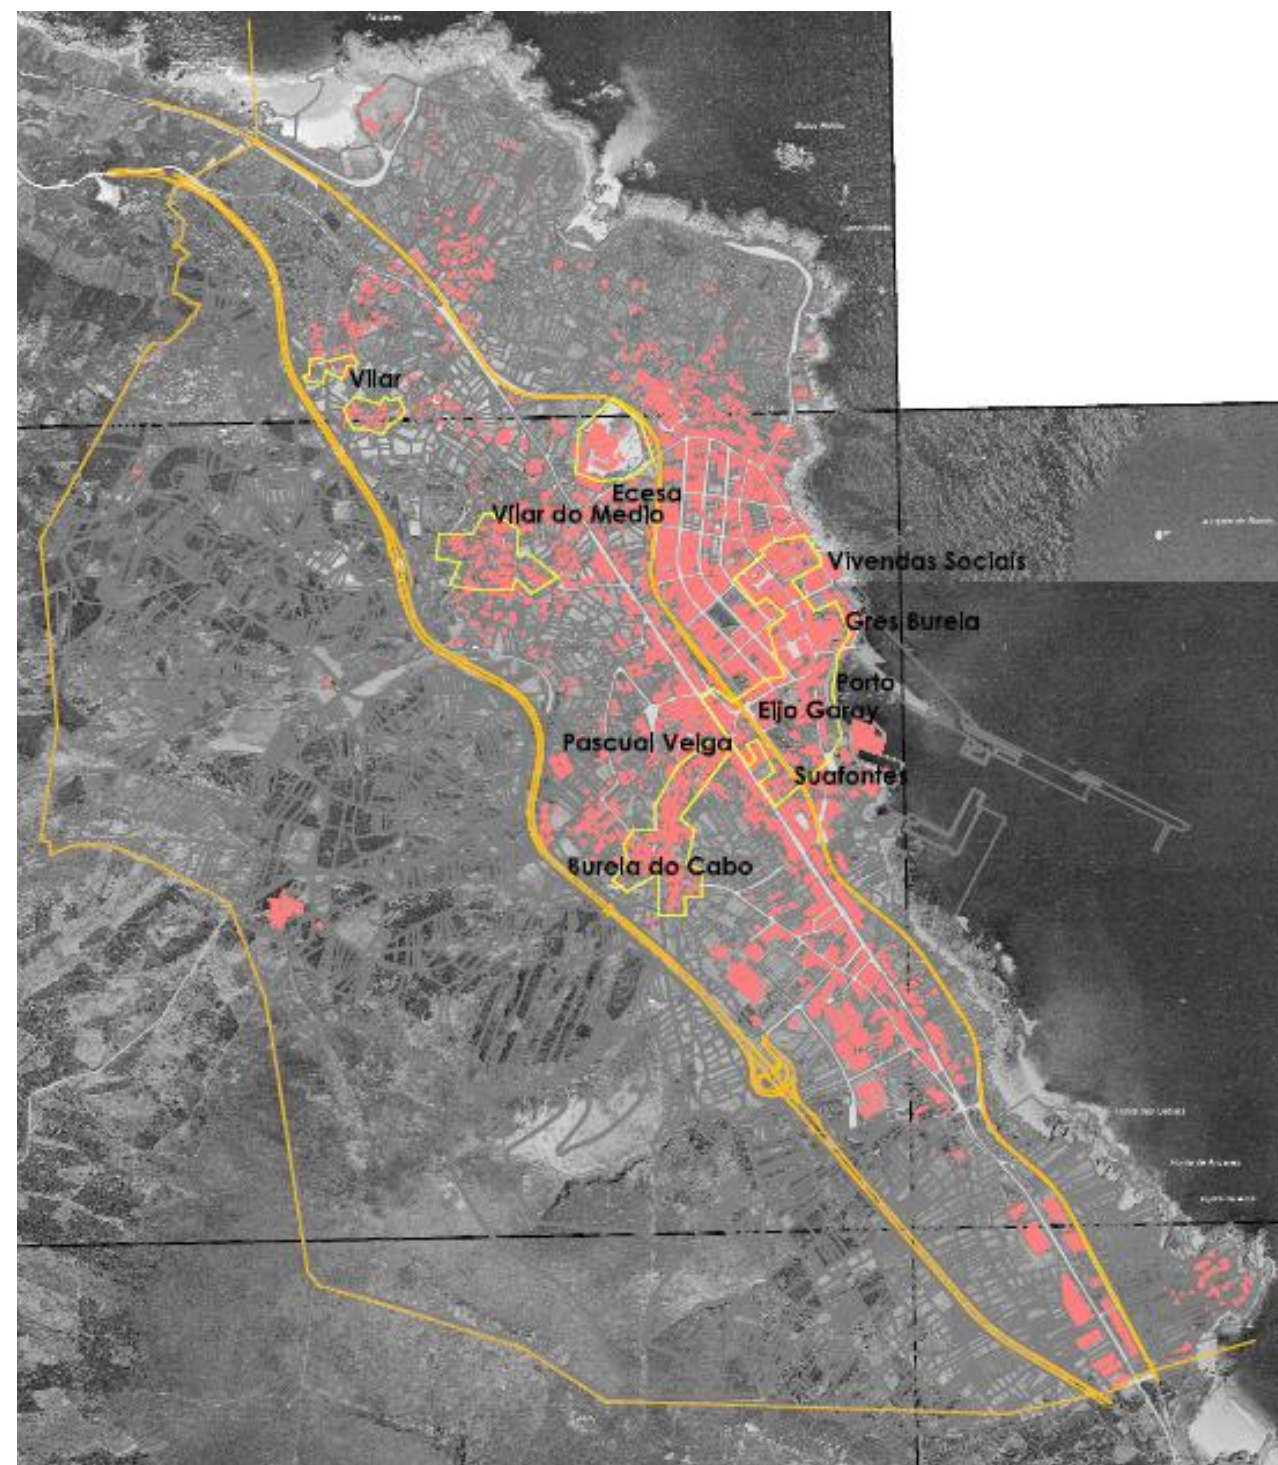 Vilar
Ecesa
Vilar do Medio
Vivendas Sociais
Gres Burela
Porto
Eijo Garay
Pascual Veiga
Suafontes
Burela do Cabo